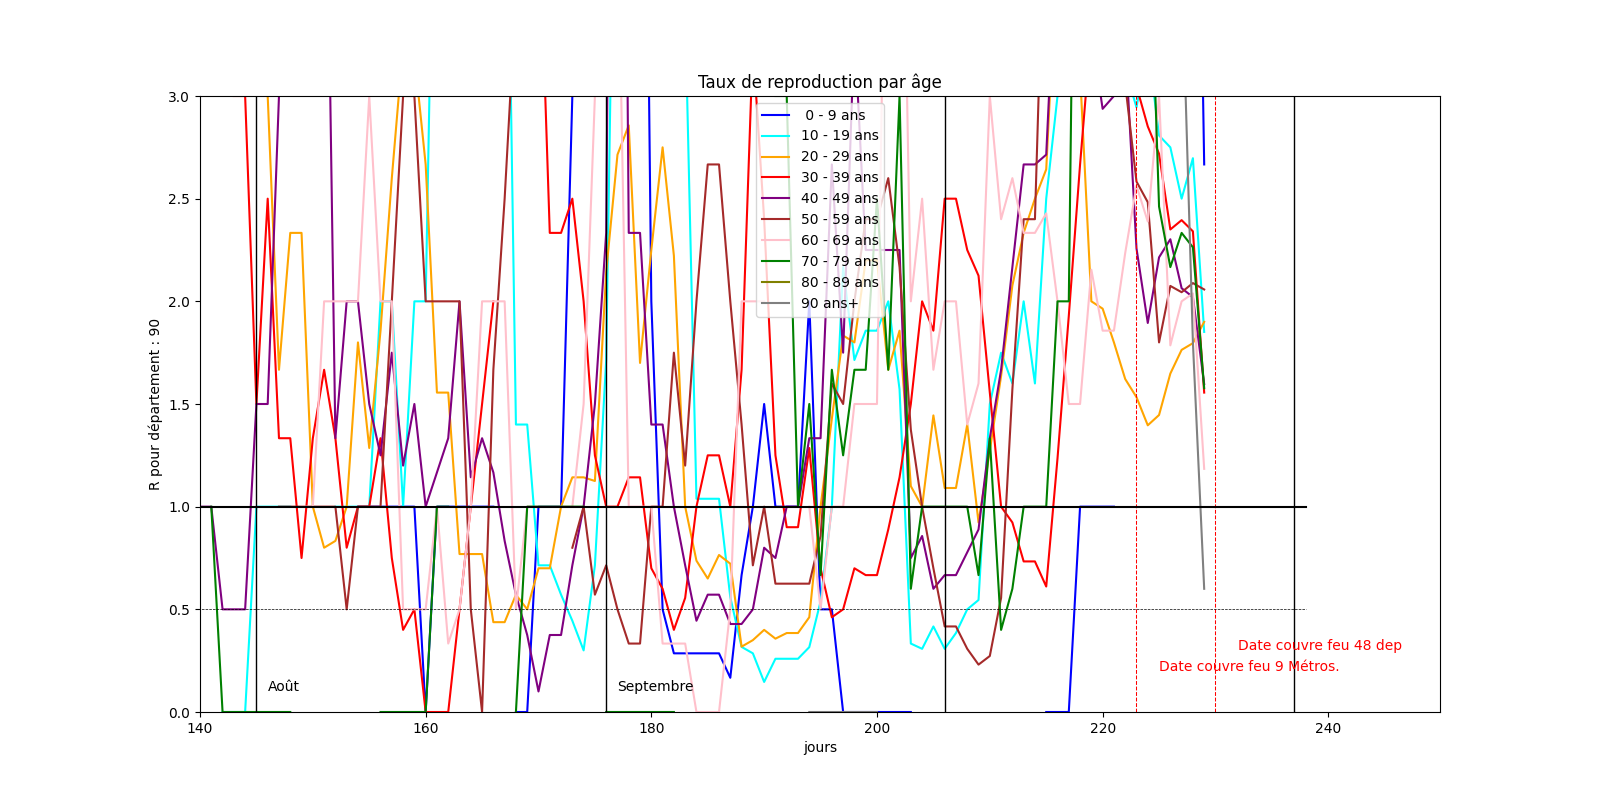 Taux de reproduction par âge
3.0
2.5
2.0
1.5
1.0
0.5
0.0
R pour département : 90
0 - 9 ans
10 - 19 ans
20 - 29 ans
30 - 39 ans
40 - 49 ans
50 - 59 ans
60 - 69 ans
70 - 79 ans
80 - 89 ans
90 ans+
Date couvre feu 48 dep
Date couvre feu 9 Métros.
Août
Septembre
140
160
180
200
220
240
jours